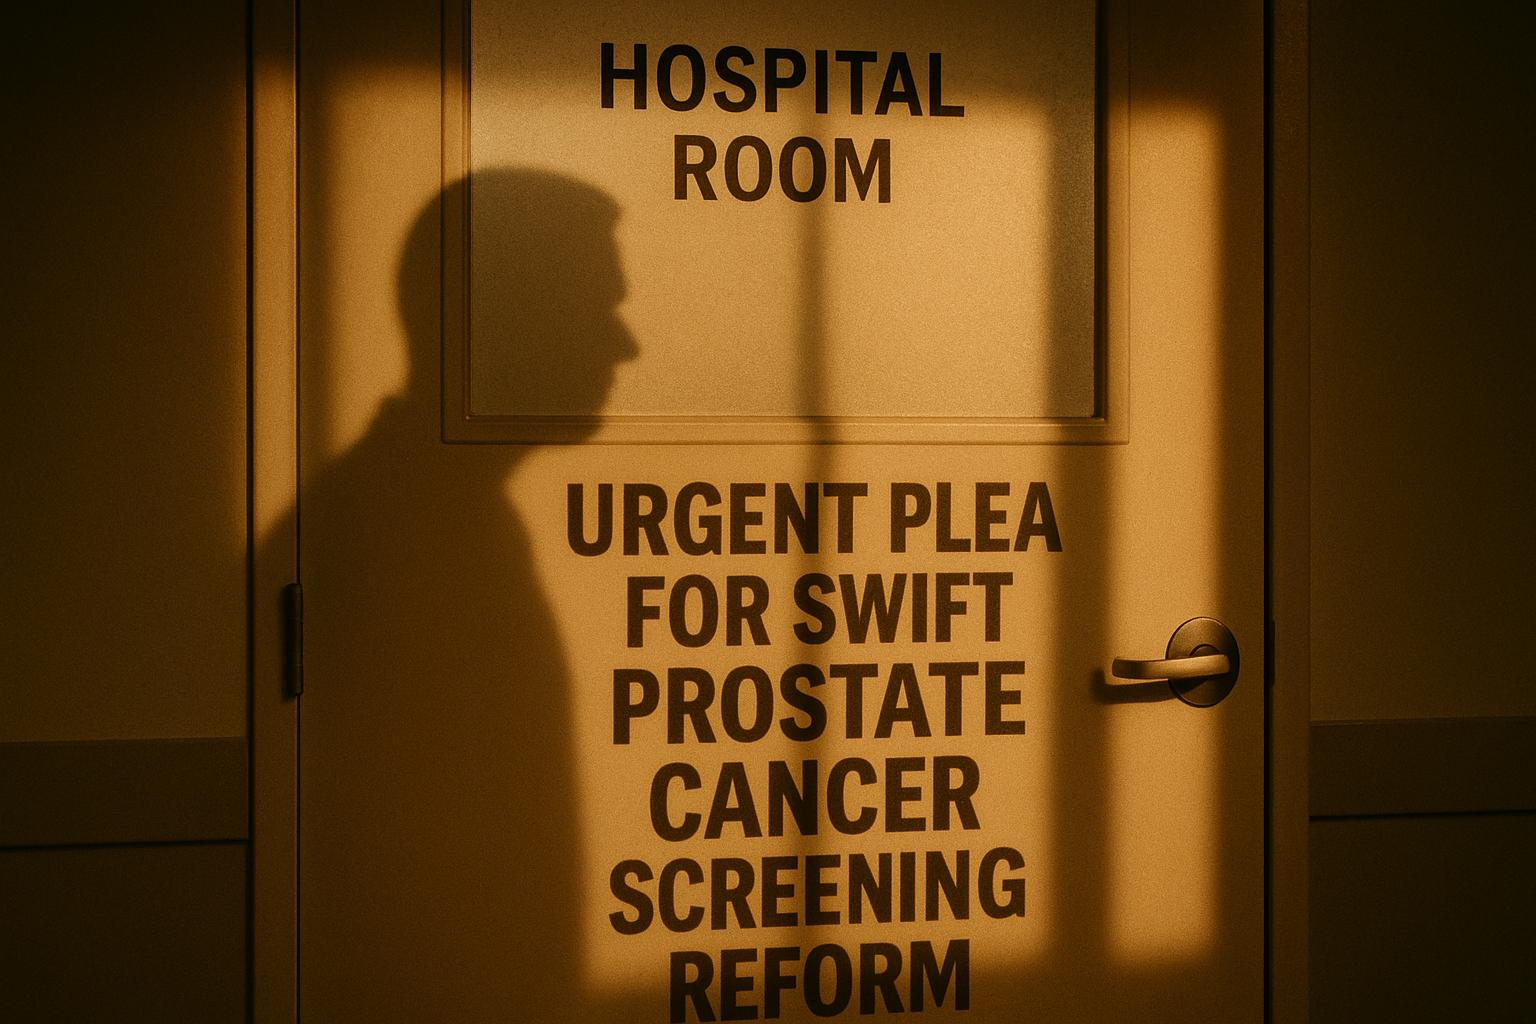 HOSPITAL
ROOM
URGENT PLEA
FOR SWIFT
PROSTATE
CANCER
SCREENING
REFORM